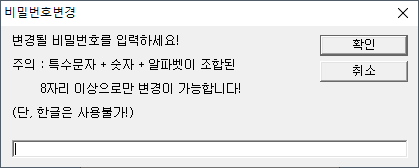 비밀번호변경
변경될 비밀번호를 입력하세요!
확인
주의 : 특수문자 + 숫자 + 알파벳이 조합된
취소
8자리 이상으로만 변경이 가능합니다!
(단, 한글은 사용불가!)